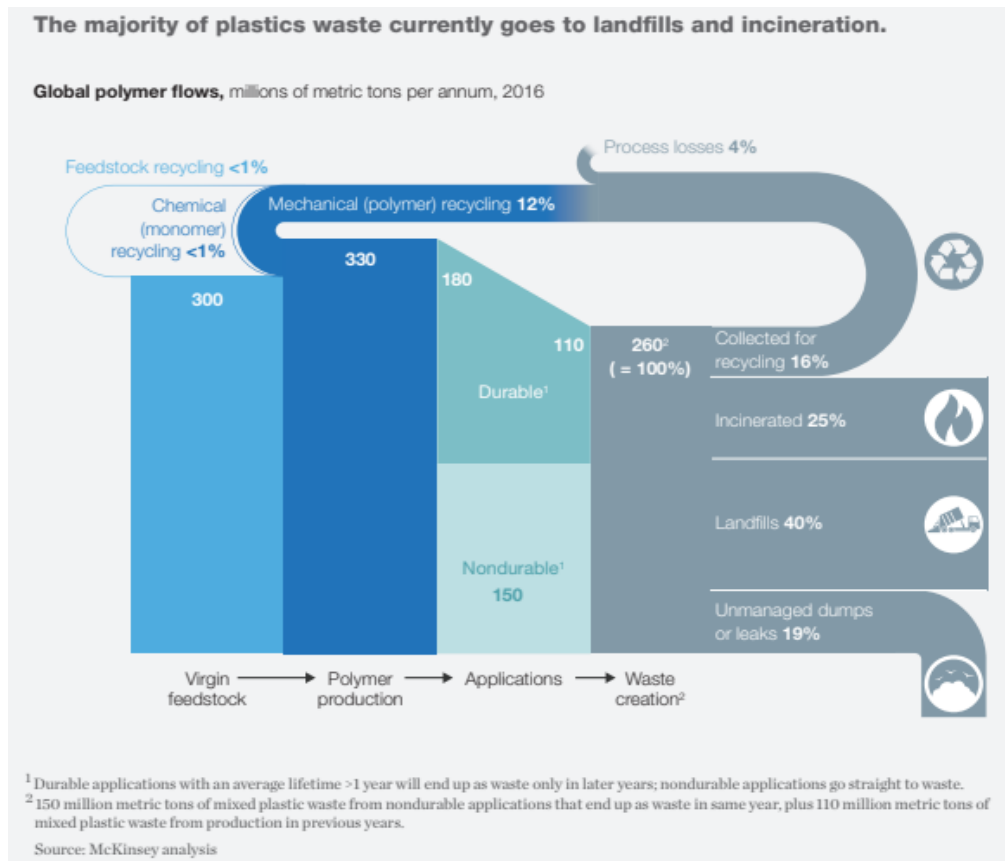 The majority of plastics waste currently goes to landfills and incineration.
Global polymer flows, millions of metric tons per annum, 2016
Process losses 4%
Feedstock recycling <1%
Chemical
(monomer)
recycling <1%
Mechanical (polymer) recycling 12%
300
330
180
110
Durable¹
Nondurable¹
150
260²
( = 100%)
Collected for
recycling 16%
Incinerated 25%
Landfills 40%
Unmanaged dumps
or leaks 19%
Virgin
feedstock
Polymer
production
Applications
Waste
creation²
¹ Durable applications with an average lifetime >1 year will end up as waste only in later years; nondurable applications go straight to waste.
² 150 million metric tons of mixed plastic waste from nondurable applications that end up as waste in same year, plus 110 million metric tons of
mixed plastic waste from production in previous years.
Source: McKinsey analysis